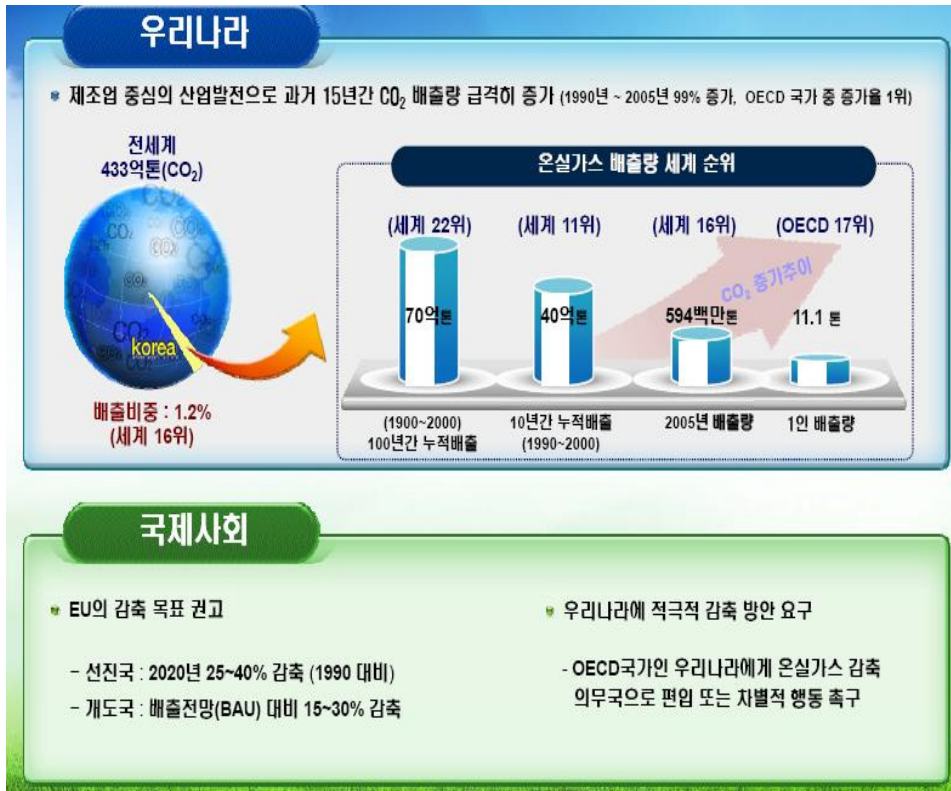 우리나라
제조업 중심의 산업발전으로 과거 15년간 CO₂ 배출량 급격히 증가 (1990년 ~ 2005년 99% 증가, OECD 국가 중 증가율 1위)
전세계
433억톤(CO₂)
CO₂
korea
배출비중 : 1.2%
(세계 16위)
온실가스 배출량 세계 순위
(세계 22위) (세계 11위) (세계 16위) (OECD 17위)
CO₂ 증가추이
70억톤 40억톤 594백만톤 11.1 톤
(1900~2000)
100년간 누적배출
10년간 누적배출
(1990~2000)
2005년 배출량
1인 배출량
국제사회
EU의 감축 목표 권고
- 선진국 : 2020년 25~40% 감축 (1990 대비)
- 개도국 : 배출전망(BAU) 대비 15~30% 감축
우리나라에 적극적 감축 방안 요구
- OECD국가인 우리나라에게 온실가스 감축
의무국으로 편입 또는 차별적 행동 촉구